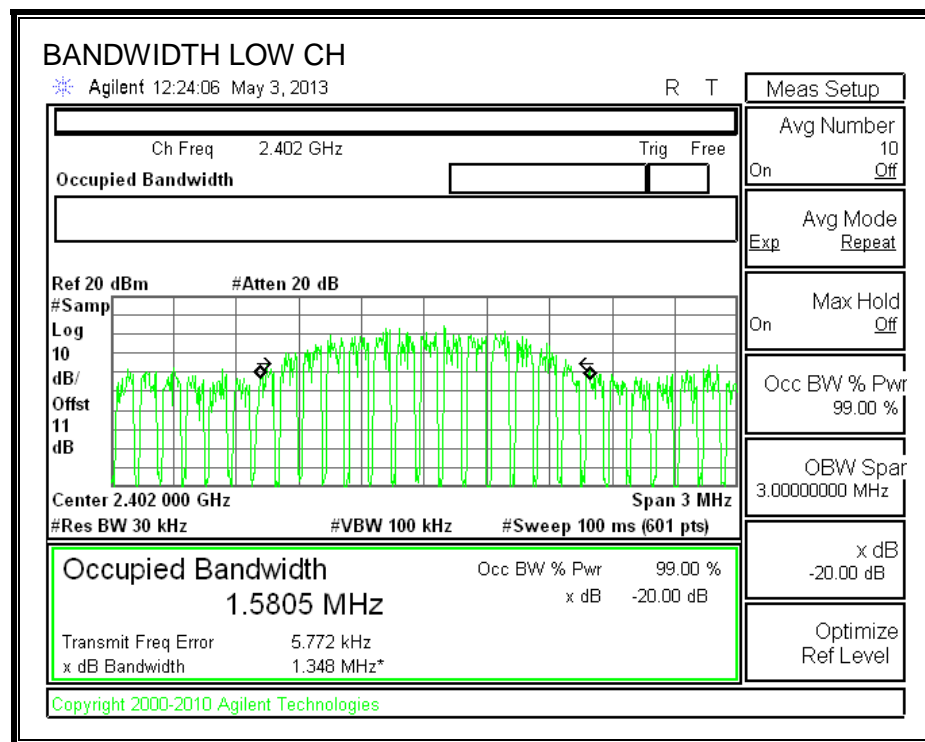 BANDWIDTH LOW CH
Agilent 12:24:06 May 3, 2013 R T
Ch Freq 2.402 GHz Trig Free
Occupied Bandwidth
Ref 20 dBm #Atten 20 dB
#Samp
Log
10
dB/
Offst
11
dB
Center 2.402 000 GHz Span 3 MHz
#Res BW 30 kHz #VBW 100 kHz #Sweep 100 ms (601 pts)
Occupied Bandwidth Occ BW % Pwr 99.00 %
1.5805 MHz x dB -20.00 dB
Transmit Freq Error 5.772 kHz
x dB Bandwidth 1.348 MHz*
Copyright 2000-2010 Agilent Technologies
Meas Setup
Avg Number
10
On Off
Avg Mode
Exp Repeat
Max Hold
On Off
Occ BW % Pwr
99.00 %
OBW Span
3.00000000 MHz
x dB
-20.00 dB
Optimize
Ref Level